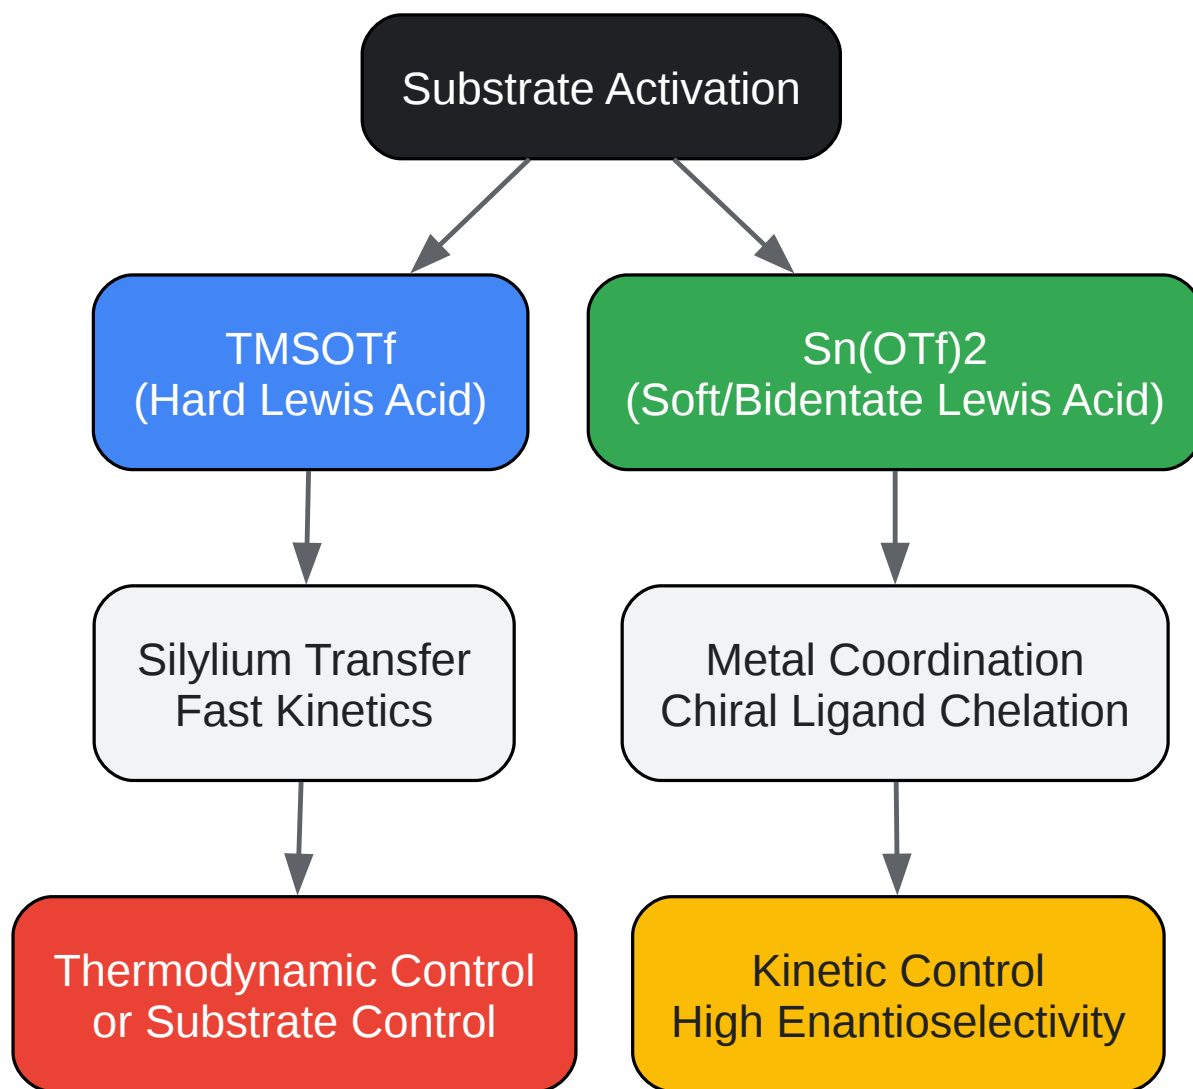 Substrate Activation
TMSOTf
(Hard Lewis Acid)
Sn(OTf)2
(Soft/Bidentate Lewis Acid)
Silylium Transfer
Fast Kinetics
Metal Coordination
Chiral Ligand Chelation
Thermodynamic Control
or Substrate Control
Kinetic Control
High Enantioselectivity